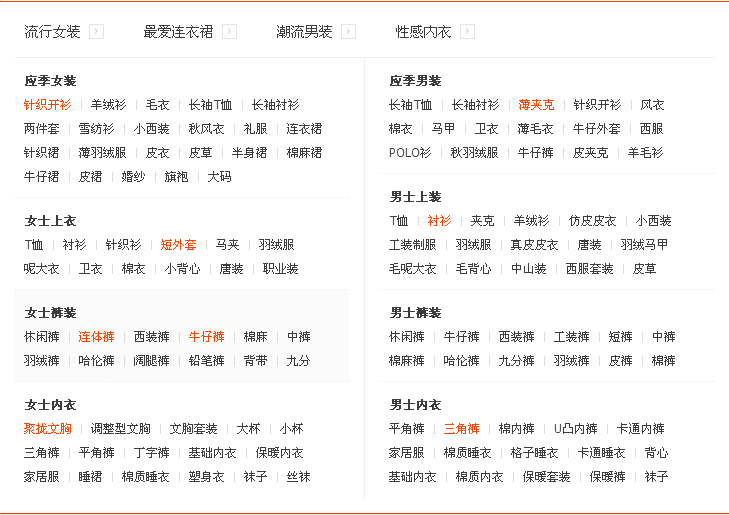 流行女装 最爱连衣裙 潮流男装 性感内衣
应季女装
针织开衫 羊绒衫 毛衣 长袖T恤 长袖衬衫
两件套 雪纺衫 小西装 秋风衣 礼服 连衣裙
针织裙 薄羽绒服 皮衣 皮草 半身裙 棉麻裙
牛仔裙 皮裙 婚纱 旗袍 大码
女士上衣
T恤 衬衫 针织衫 短外套 马夹 羽绒服
呢大衣 卫衣 棉衣 小背心 唐装 职业装
女士裤装
休闲裤 连体裤 西装裤 牛仔裤 棉麻 中裤
羽绒裤 哈伦裤 阔腿裤 铅笔裤 背带 九分
女士内衣
聚拢文胸 调整型文胸 文胸套装 大杯 小杯
三角裤 平角裤 丁字裤 基础内衣 保暖内衣
家居服 睡裙 棉质睡衣 塑身衣 袜子 丝袜
应季男装
长袖T恤 长袖衬衫 薄夹克 针织开衫 风衣
棉衣 马甲 卫衣 薄毛衣 牛仔外套 西服
POLO衫 秋羽绒服 牛仔裤 皮夹克 羊毛衫
男士上装
T恤 衬衫 夹克 羊绒衫 仿皮皮衣 小西装
工装制服 羽绒服 真皮皮衣 唐装 羽绒马甲
毛呢大衣 毛背心 中山装 西服套装 皮草
男士裤装
休闲裤 牛仔裤 西装裤 工装裤 短裤 中裤
棉麻裤 哈伦裤 九分裤 羽绒裤 皮裤 棉裤
男士内衣
平角裤 三角裤 棉内裤 U凸内裤 卡通内裤
家居服 棉质睡衣 格子睡衣 卡通睡衣 背心
基础内衣 棉质内衣 保暖套装 保暖裤 袜子